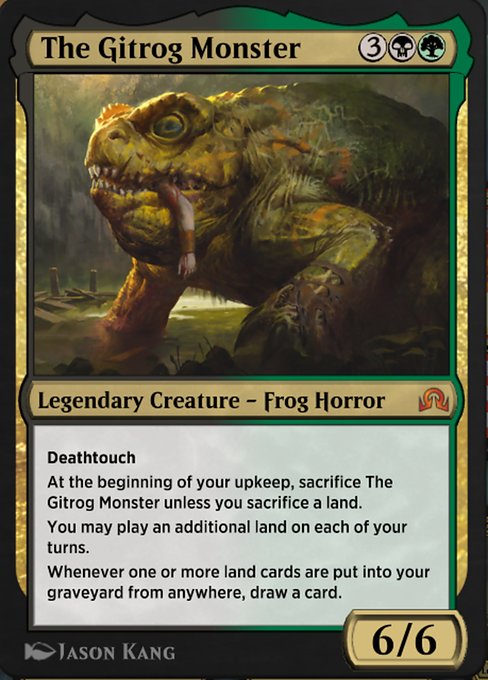 The Gitrog Monster 3
Legendary Creature – Frog Horror
Deathtouch
At the beginning of your upkeep, sacrifice The
Gitrog Monster unless you sacrifice a land.
You may play an additional land on each of your
turns.
Whenever one or more land cards are put into your
graveyard from anywhere, draw a card.
6/6
Jason Kang